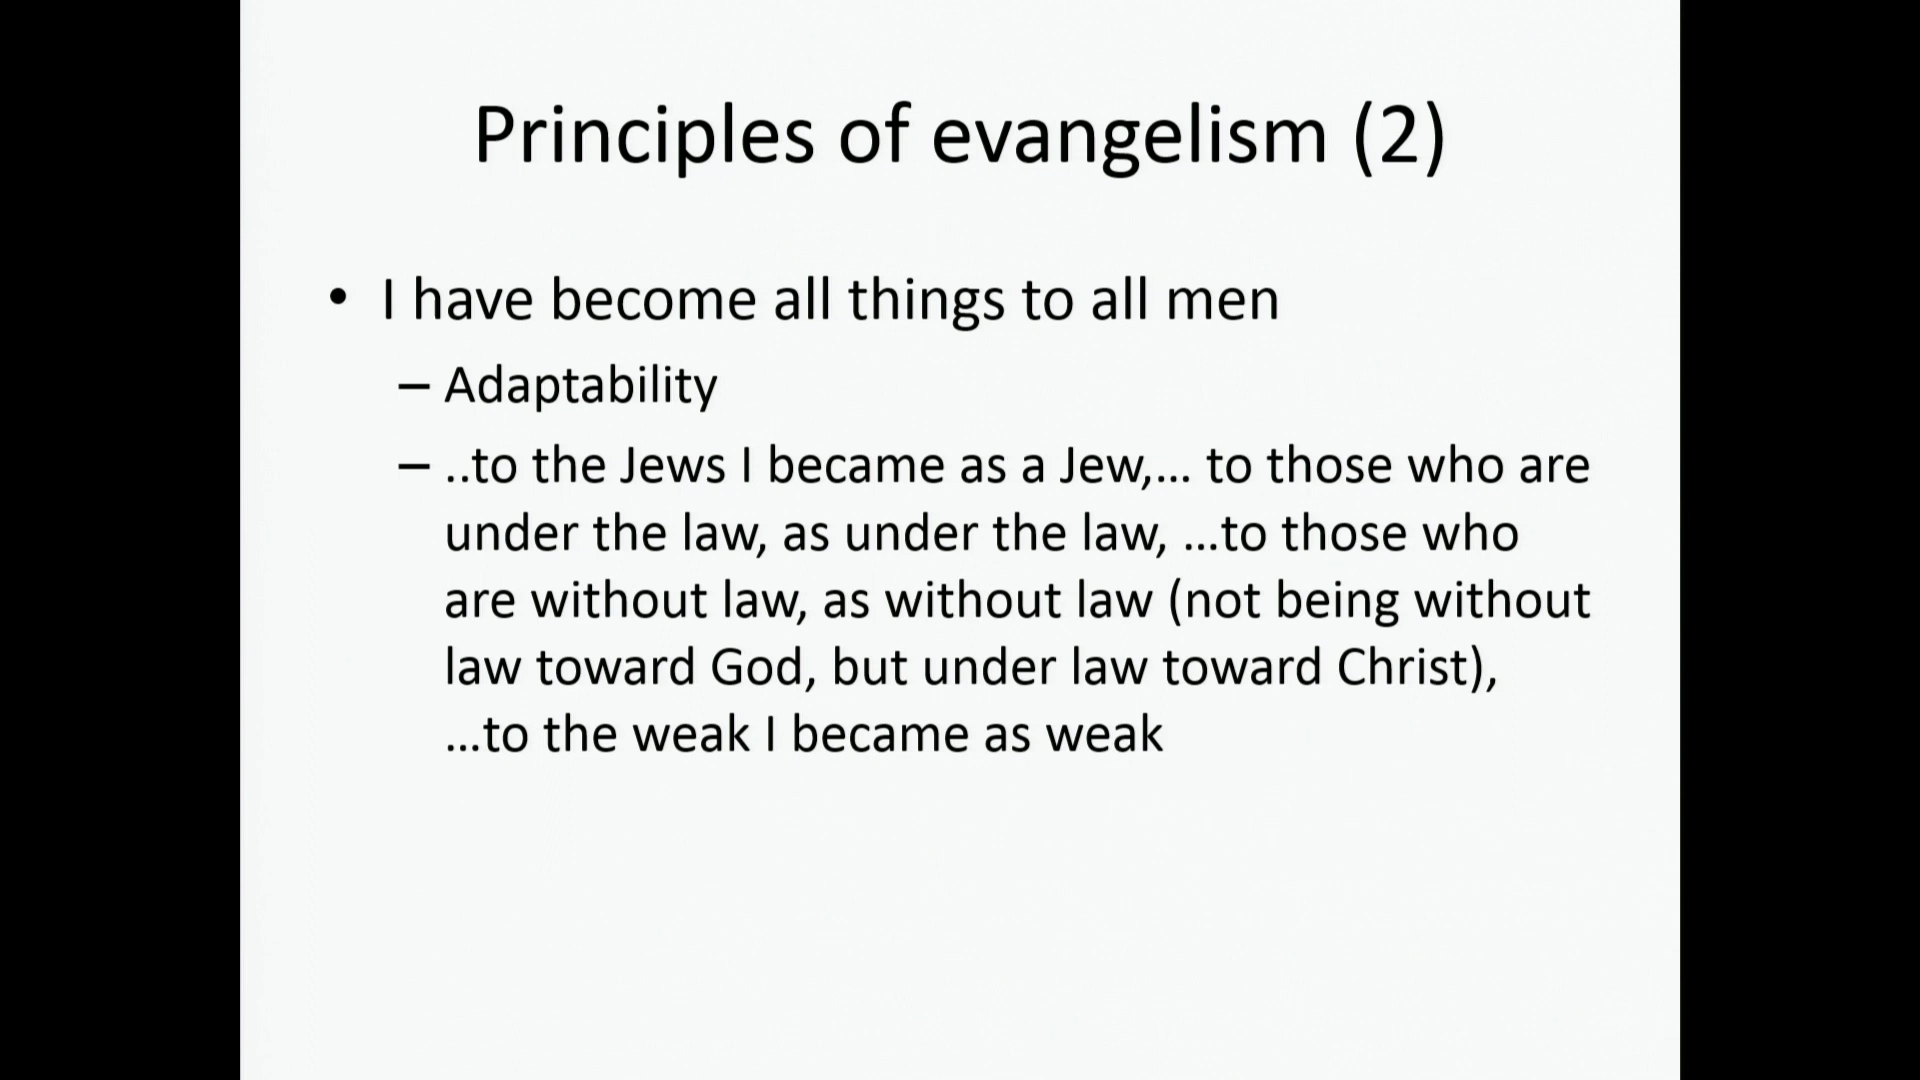 Principles of evangelism (2)
• I have become all things to all men
– Adaptability
– ..to the Jews I became as a Jew,... to those who are
under the law, as under the law, ...to those who
are without law, as without law (not being without
law toward God, but under law toward Christ),
...to the weak I became as weak